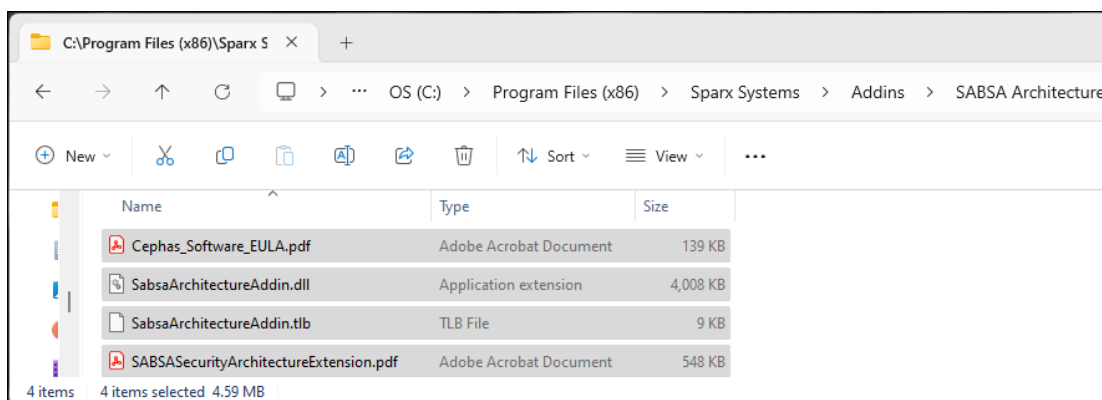 C:\Program Files (x86)\Sparx S
OS (C:) Program Files (x86) Sparx Systems Addins SABSA Architecture
New Sort View
Name Type Size
Cephas_Software_EULA.pdf Adobe Acrobat Document 139 KB
SabsaArchitectureAddin.dll Application extension 4,008 KB
SabsaArchitectureAddin.tlb TLB File 9 KB
SABSASecurityArchitectureExtension.pdf Adobe Acrobat Document 548 KB
4 items 4 items selected 4.59 MB